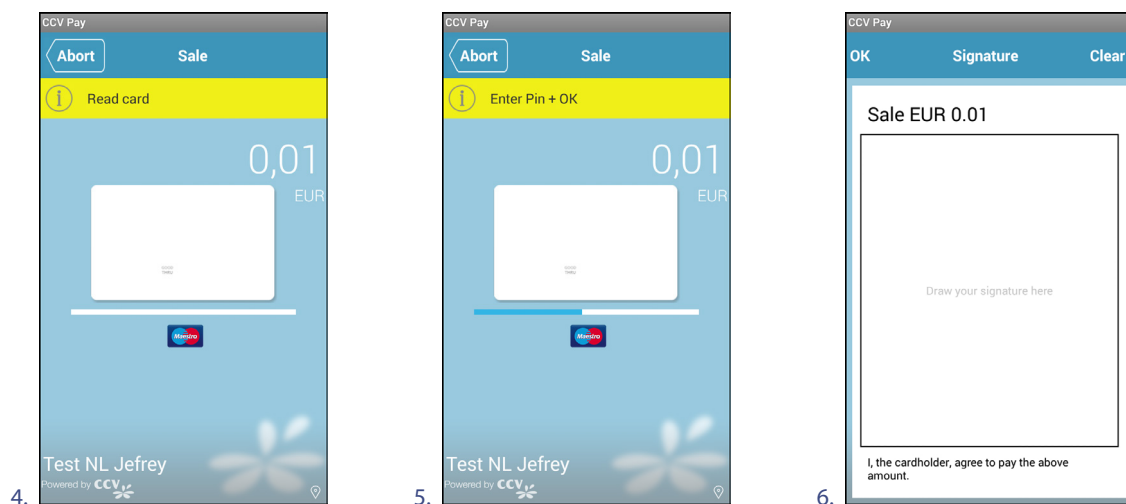 CCV Pay
Abort Sale
Read card
0,01
EUR
Maestro
Test NL Jefrey
Powered by CCV
4.
CCV Pay
Abort Sale
Enter Pin + OK
0,01
EUR
Maestro
Test NL Jefrey
Powered by CCV
5.
CCV Pay
OK Signature Clear
Sale EUR 0.01
Draw your signature here
I, the cardholder, agree to pay the above
amount.
6.